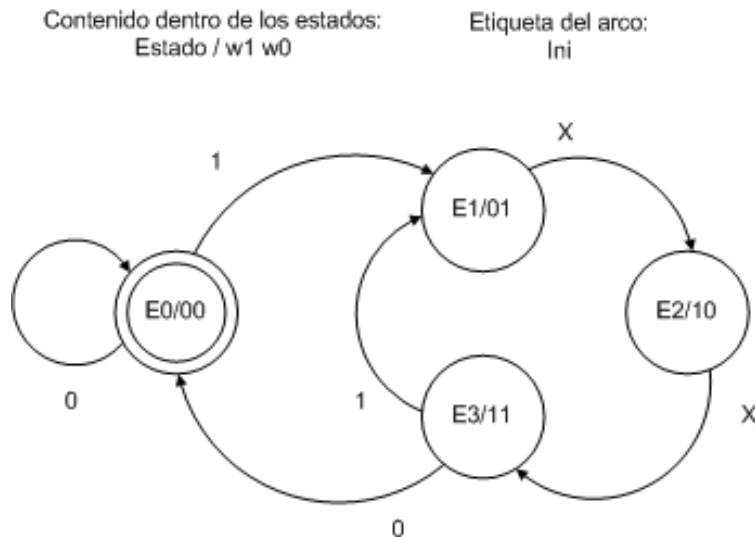 Contenido dentro de los estados:
Estado / w1 w0
Etiqueta del arco:
Ini
1
X
E1/01
E0/00
E2/10
0
1
E3/11
X
0